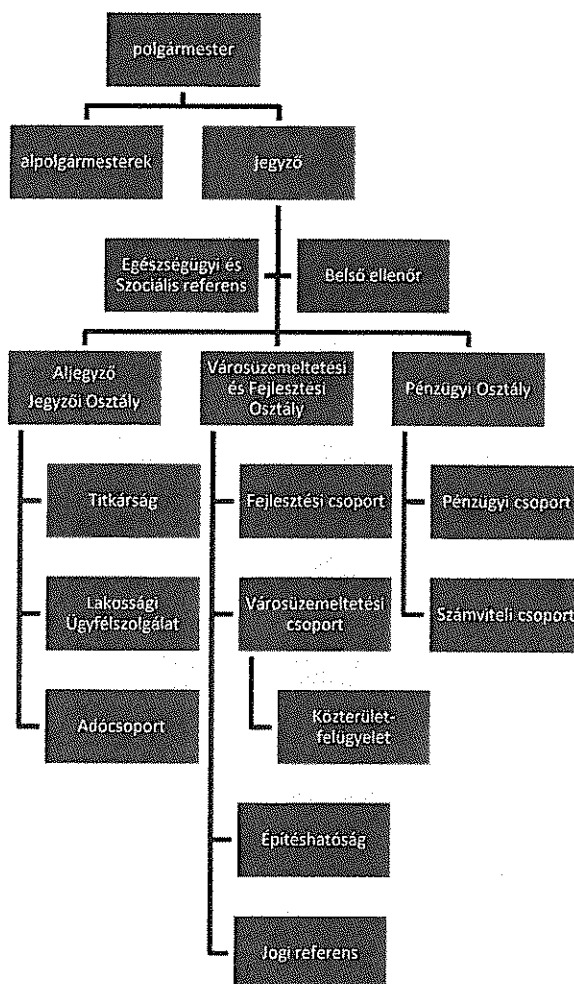 polgármester
alpolgármesterek
jegyző
Egészségügyi és
Szociális referens
Belső ellenőr
Aljegyző
Jegyzői Osztály
Városüzemeltetési
és Fejlesztési
Osztály
Pénzügyi Osztály
Titkárság
Fejlesztési csoport
Pénzügyi csoport
Lakossági
Ügyfélszolgálat
Városüzemeltetési
csoport
Számviteli csoport
Adócsoport
Közterület-
felügyelet
Építéshatóság
Jogi referens